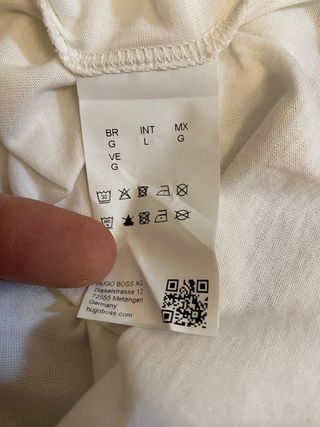 BR INT MX
G L G
VE
G
30
HUGO BOSS AG
Dieselstrasse 12
72555 Metzingen
Germany
hugoboss.com